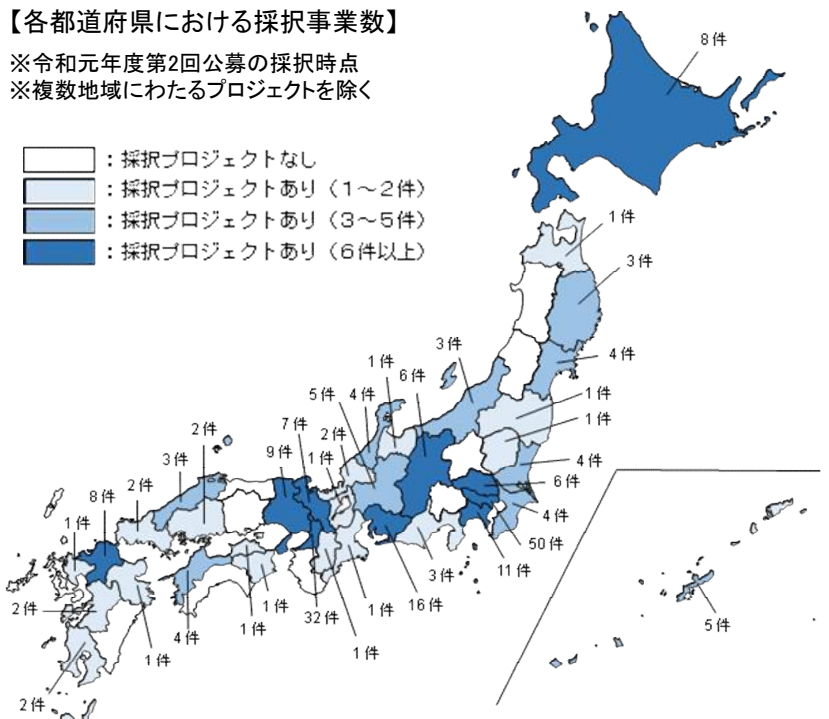 【各都道府県における採択事業数】
※令和元年度第2回公募の採択時点
※複数地域にわたるプロジェクトを除く
：採択プロジェクトなし
：採択プロジェクトあり（１～２件）
：採択プロジェクトあり（３～５件）
：採択プロジェクトあり（６件以上）
8件
1件
3件
4件
3件
1件
6件
4件
5件
7件
2件
1件
9件
2件
3件
2件
8件
1件
1件
1件
4件
6件
4件
50件
11件
3件
16件
1件
1件
32件
1件
1件
4件
1件
2件
2件
5件